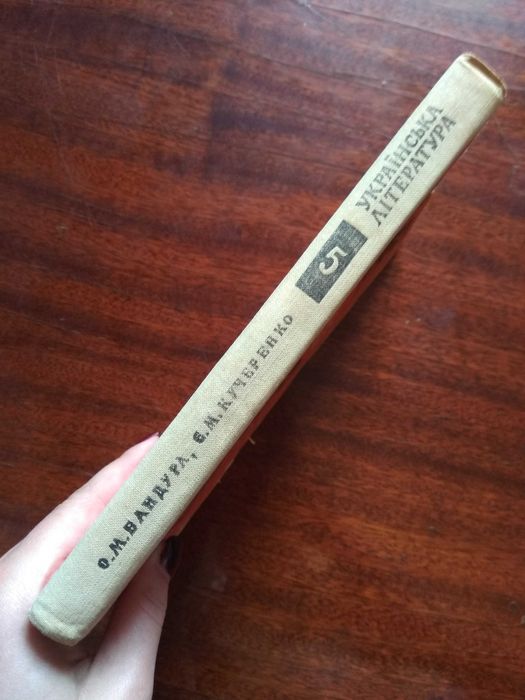 О.М.БАНДУРА, Є.М.КУЧЕРЕНКО
5
УКРАЇНСЬКА
ЛІТЕРАТУРА